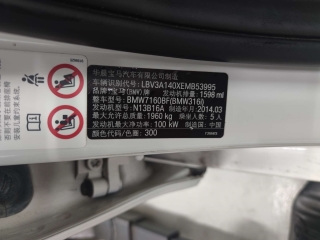 华晨宝马汽车有限公司制造
车辆识别代号: LBV3A140XEMB53995
品牌: 宝马(BMW)牌 发动机排量: 1598 ml
整车型号: BMW7160BF(BMW316i)
发动机型号: N13B16A 制造年月: 2014.03
最大允许总质量: 1960 kg 乘坐人数: 5 人
发动机最大净功率: 100 kW 制造国: 中国
颜色代码/色圈: 300